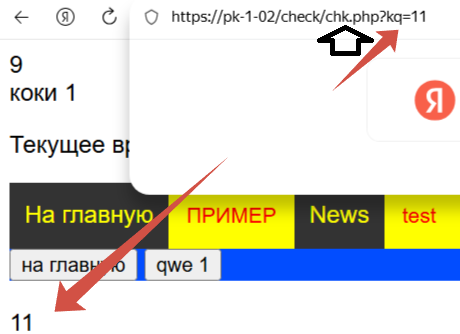 https://pk-1-02/check/chk.php?kq=11
9
коки 1
Текущее
На главную ПРИМЕР News test
на главную qwe 1
11